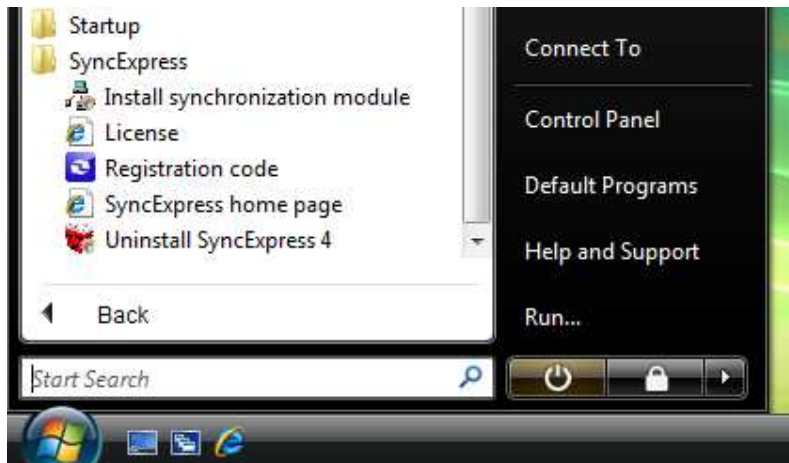 Startup
SyncExpress
Install synchronization module
License
Registration code
SyncExpress home page
Uninstall SyncExpress 4
Back
Start Search
Connect To
Control Panel
Default Programs
Help and Support
Run...